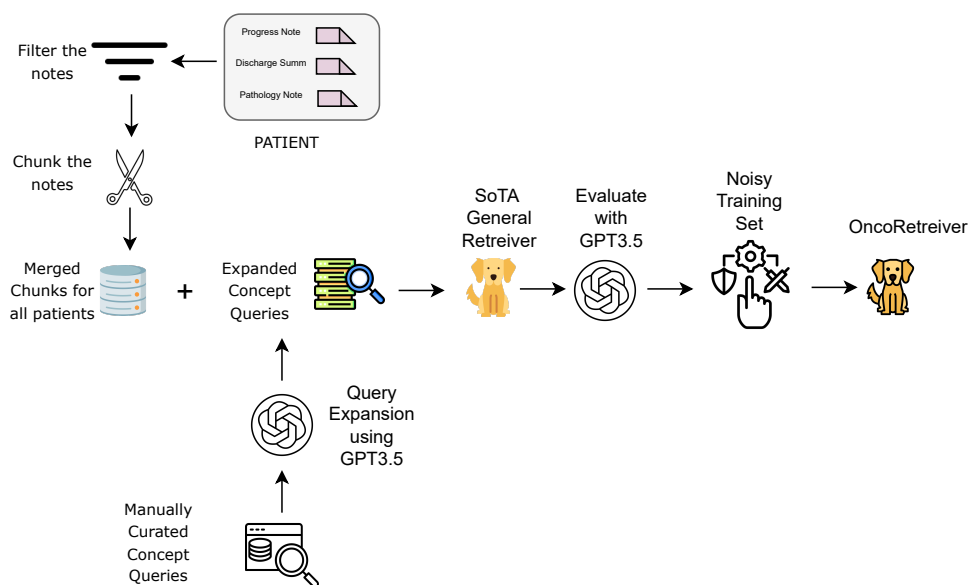 Progress Note
Discharge Summ
Pathology Note
PATIENT
Filter the
notes
Chunk the
notes
Merged
Chunks for
all patients
+
Expanded
Concept
Queries
SoTA
General
Retreiver
Evaluate
with
GPT3.5
Noisy
Training
Set
OncoRetreiver
Query
Expansion
using
GPT3.5
Manually
Curated
Concept
Queries